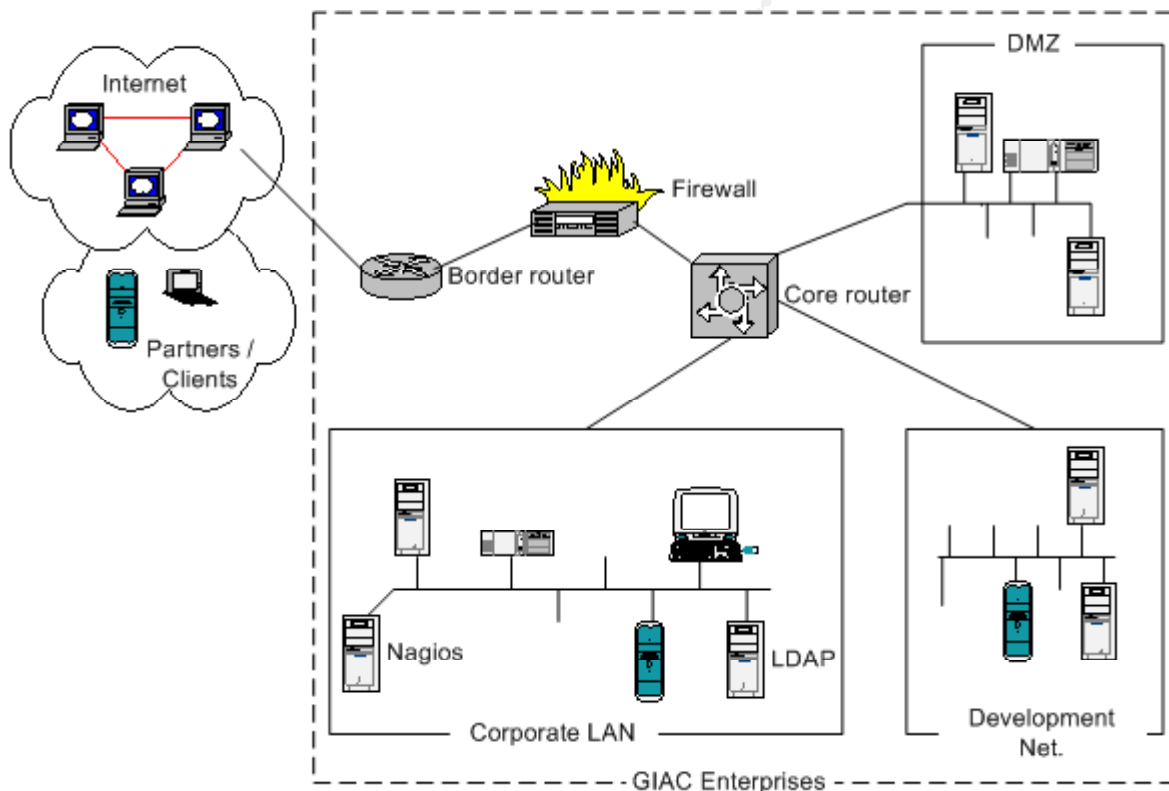 DMZ
Internet
Firewall
Border router
Core router
Partners /
Clients
Nagios
LDAP
Corporate LAN
Development
Net.
GIAC Enterprises